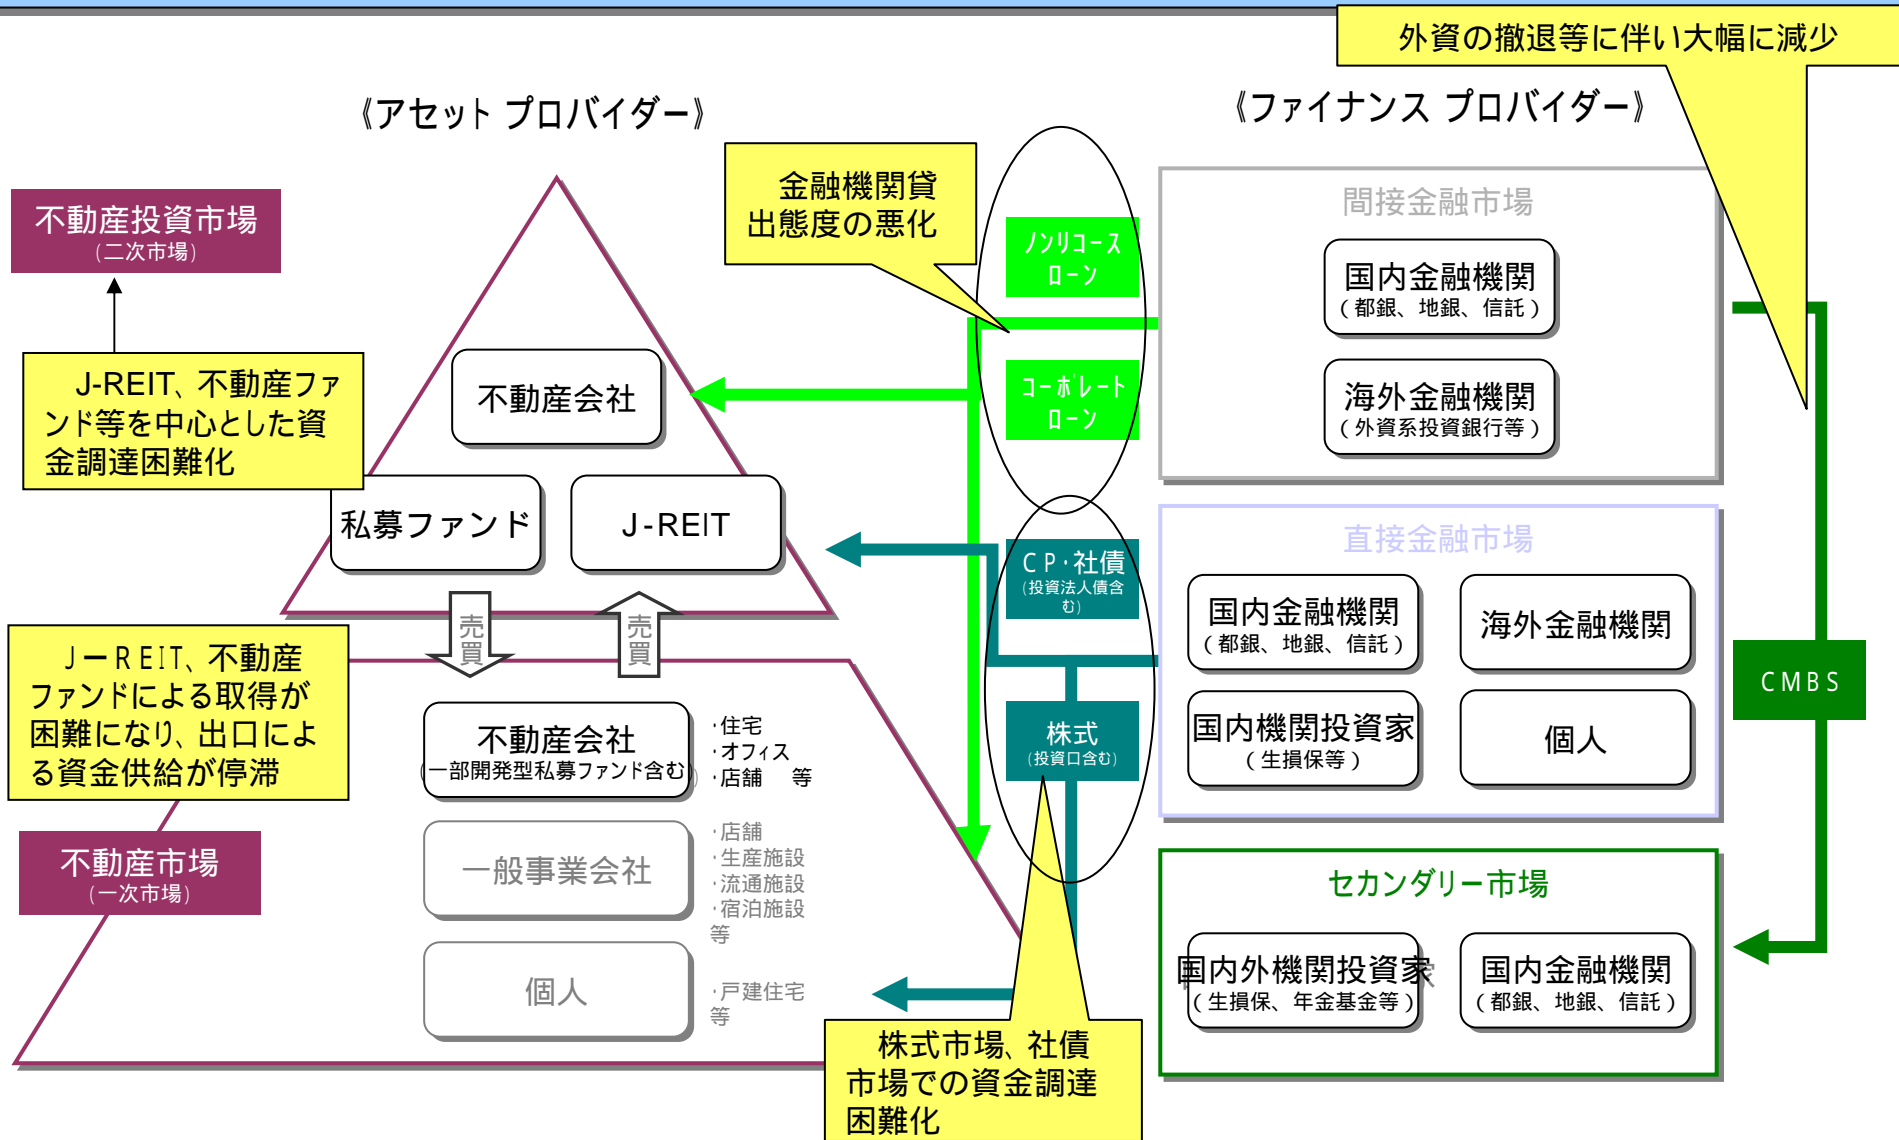 外資の撤退等に伴い大幅に減少
《アセット プロバイダー》
《ファイナンス プロバイダー》
金融機関貸
出態度の悪化
不動産投資市場
(二次市場)
J-REIT、不動産ファ
ンド等を中心とした資
金調達困難化
不動産会社
私募ファンド
J-REIT
売買
売買
ノンリコース
ローン
コーポレート
ローン
間接金融市場
国内金融機関
(都銀、地銀、信託)
海外金融機関
(外資系投資銀行等)
CP・社債
(投資法人債含
む)
株式
(投資口含む)
直接金融市場
国内金融機関
(都銀、地銀、信託)
海外金融機関
国内機関投資家
(生損保等)
個人
CMBS
J-REIT、不動産
ファンドによる取得が
困難になり、出口によ
る資金供給が停滞
不動産市場
(一次市場)
不動産会社
(一部開発型私募ファンド含む)
・住宅
・オフィス
・店舗 等
一般事業会社
・店舗
・生産施設
・流通施設
・宿泊施設
等
個人
・戸建住宅
等
セカンダリー市場
国内外機関投資家
(生損保、年金基金等)
国内金融機関
(都銀、地銀、信託)
株式市場、社債
市場での資金調達
困難化